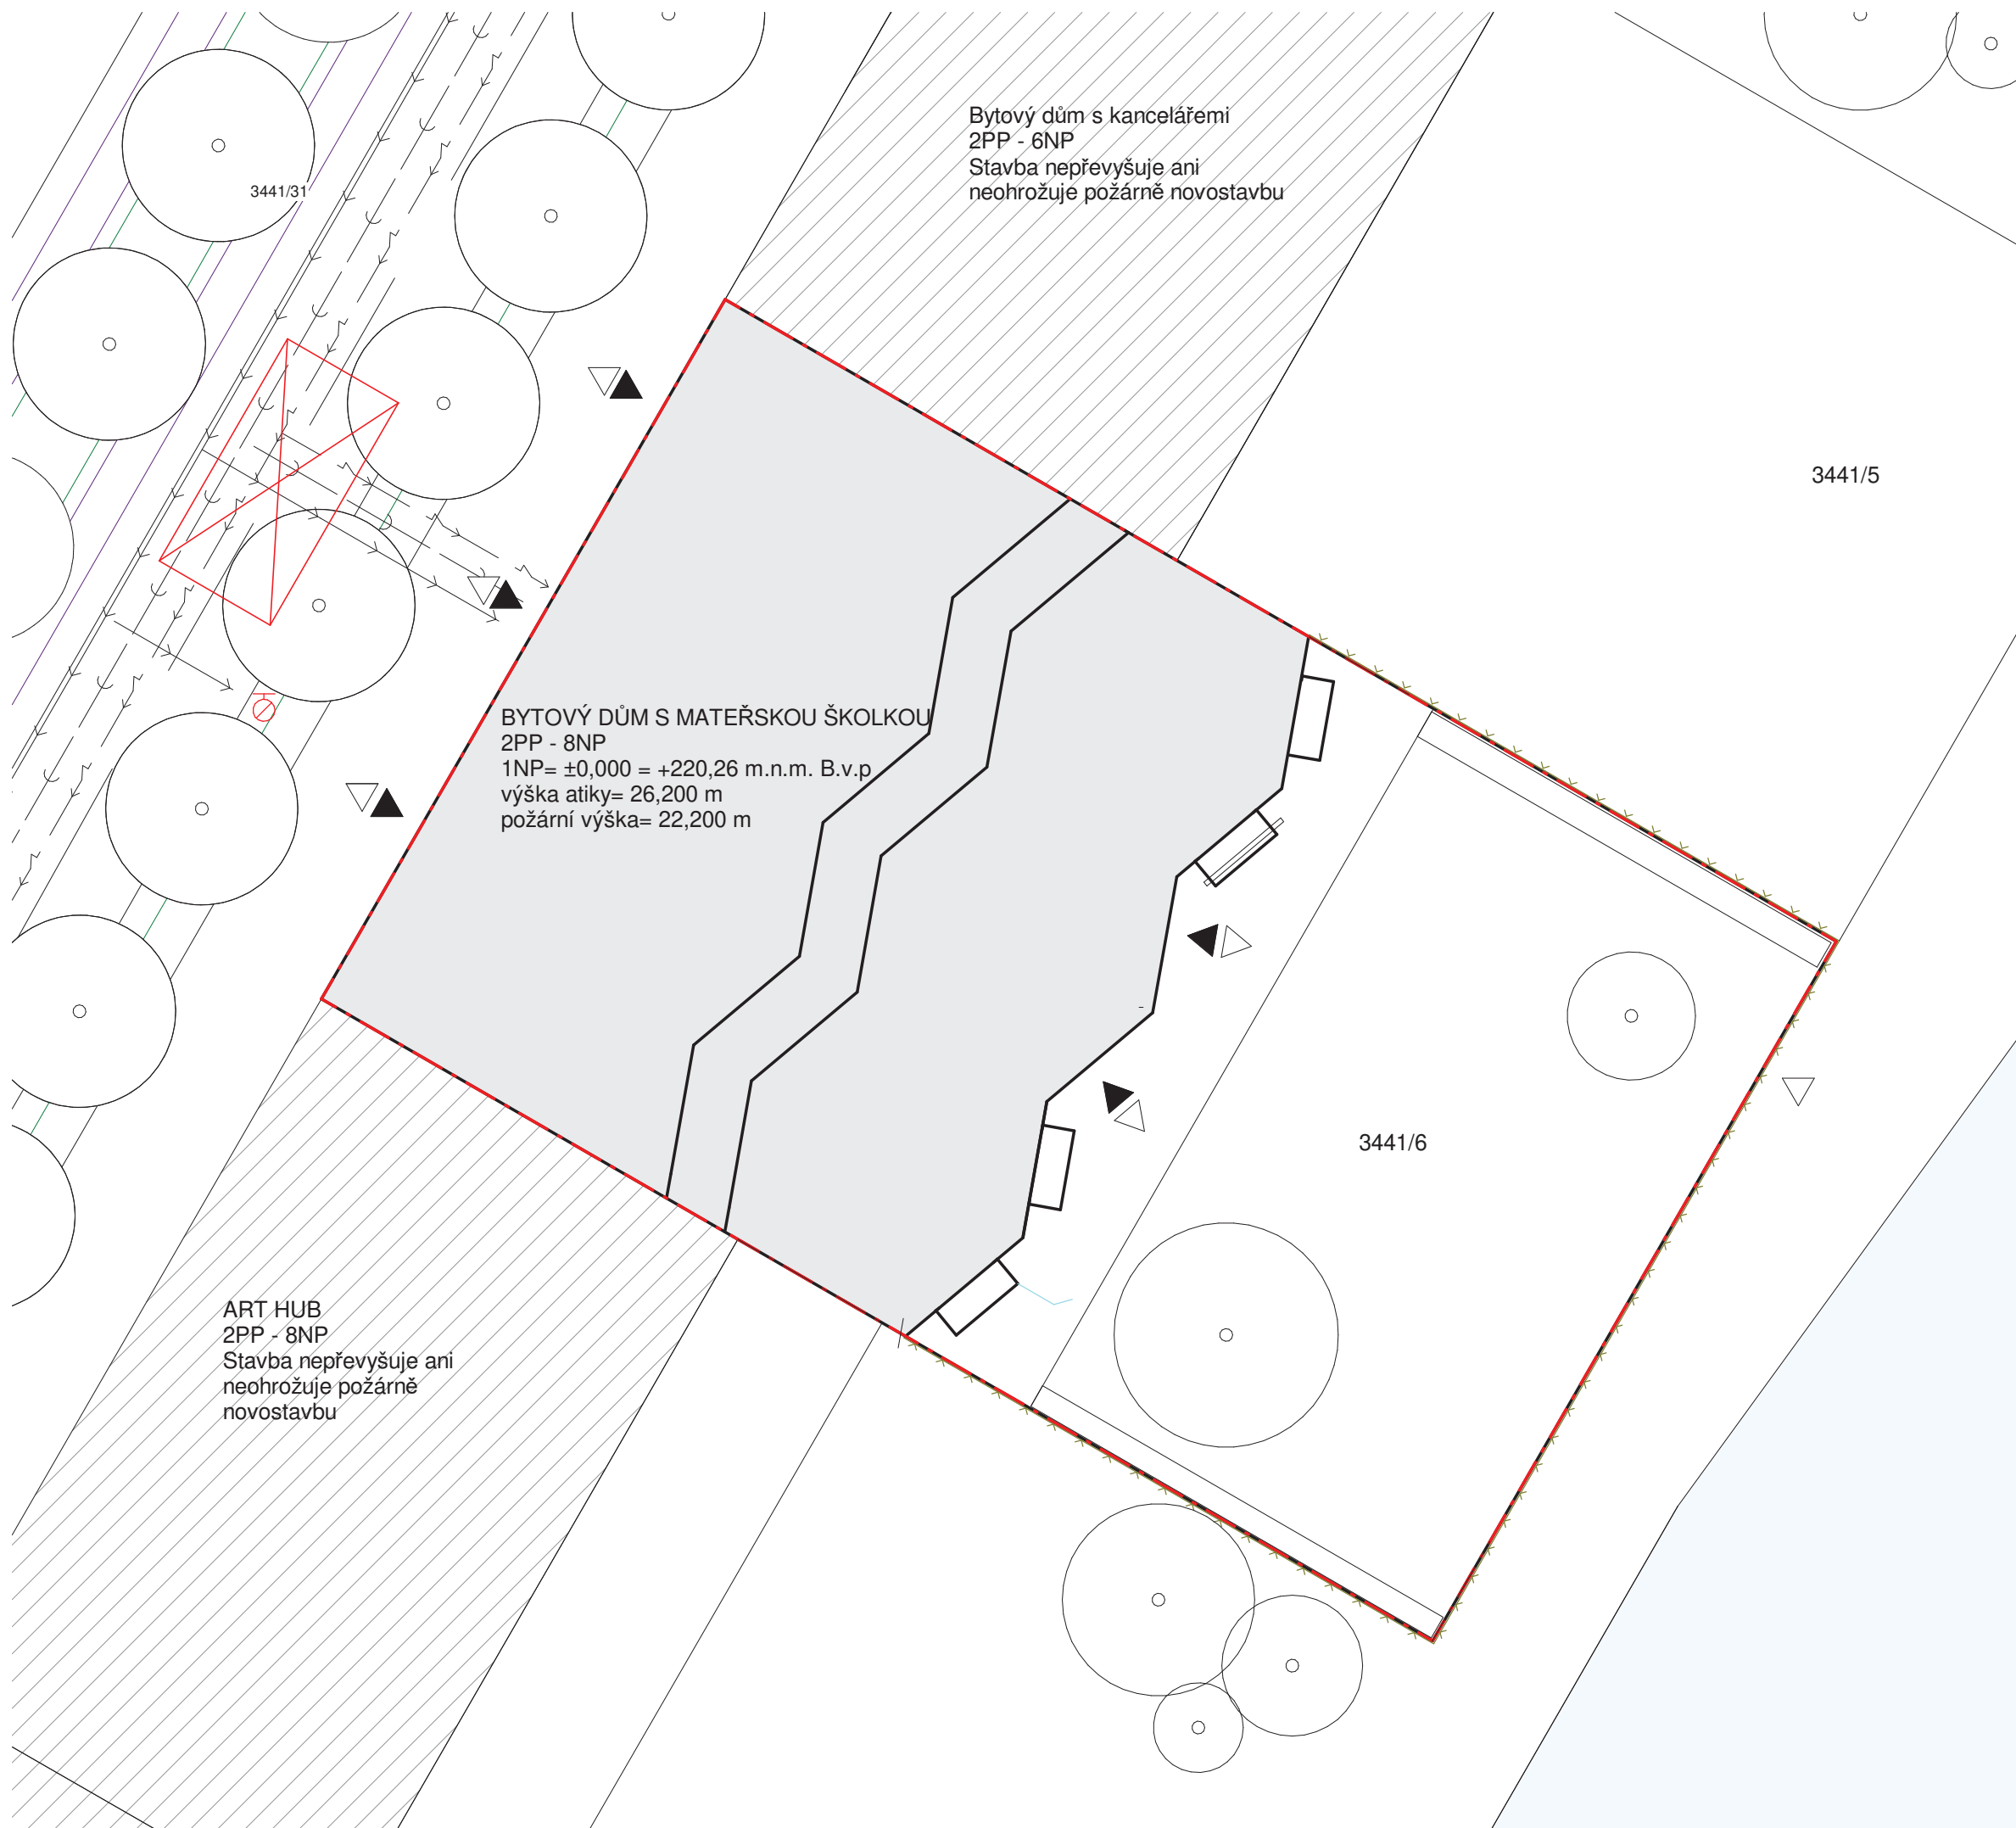 Bytový dům s kancelářemi
2PP - 6NP
Stavba nepřevyšuje ani
neohrožuje požárně novostavbu
3441/31
3441/5
BYTOVÝ DŮM S MATEŘSKOU ŠKOLKOU
2PP - 8NP
1NP= ±0,000 = +220,26 m.n.m. B.v.p
výška atiky= 26,200 m
požární výška= 22,200 m
3441/6
ART HUB
2PP - 8NP
Stavba nepřevyšuje ani
neohrožuje požárně
novostavbu